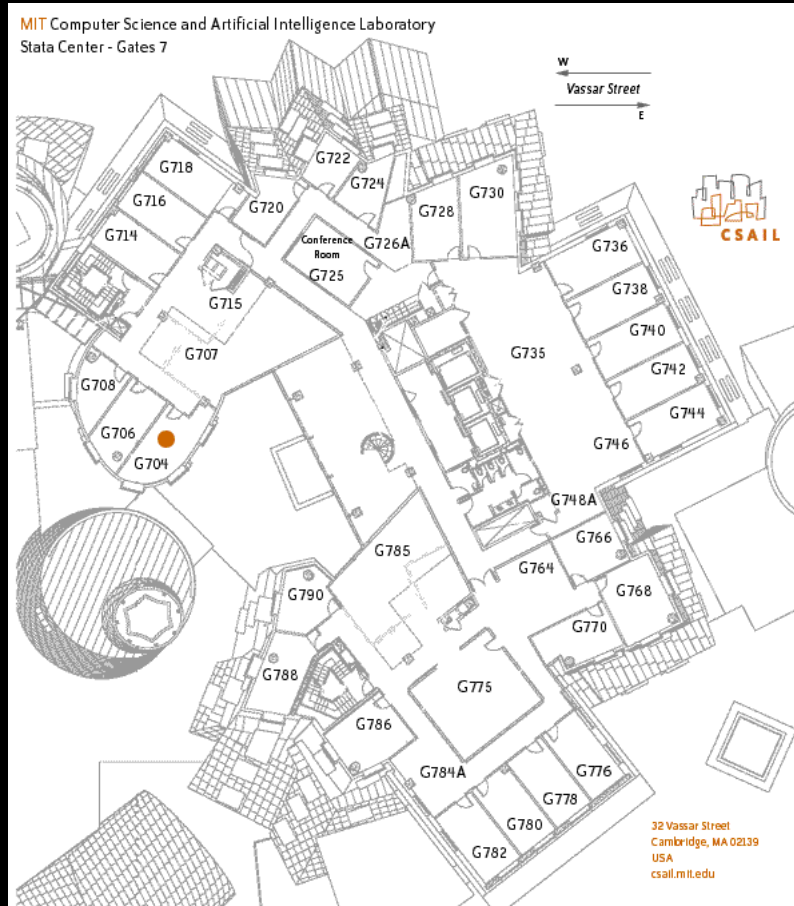 MIT Computer Science and Artificial Intelligence Laboratory
Stata Center - Gates 7
W
Vassar Street
E
CSAIL
G722
G718
G724
G730
G716
G720
G728
G714
Conference
Room
G726A
G736
G725
G738
G715
G740
G707
G735
G742
G708
G744
G706
G746
G704
G748A
G766
G785
G764
G790
G768
G770
G788
G775
G786
G784A
G776
G778
G780
G782
32 Vassar Street
Cambridge, MA 02139
USA
csail.mit.edu